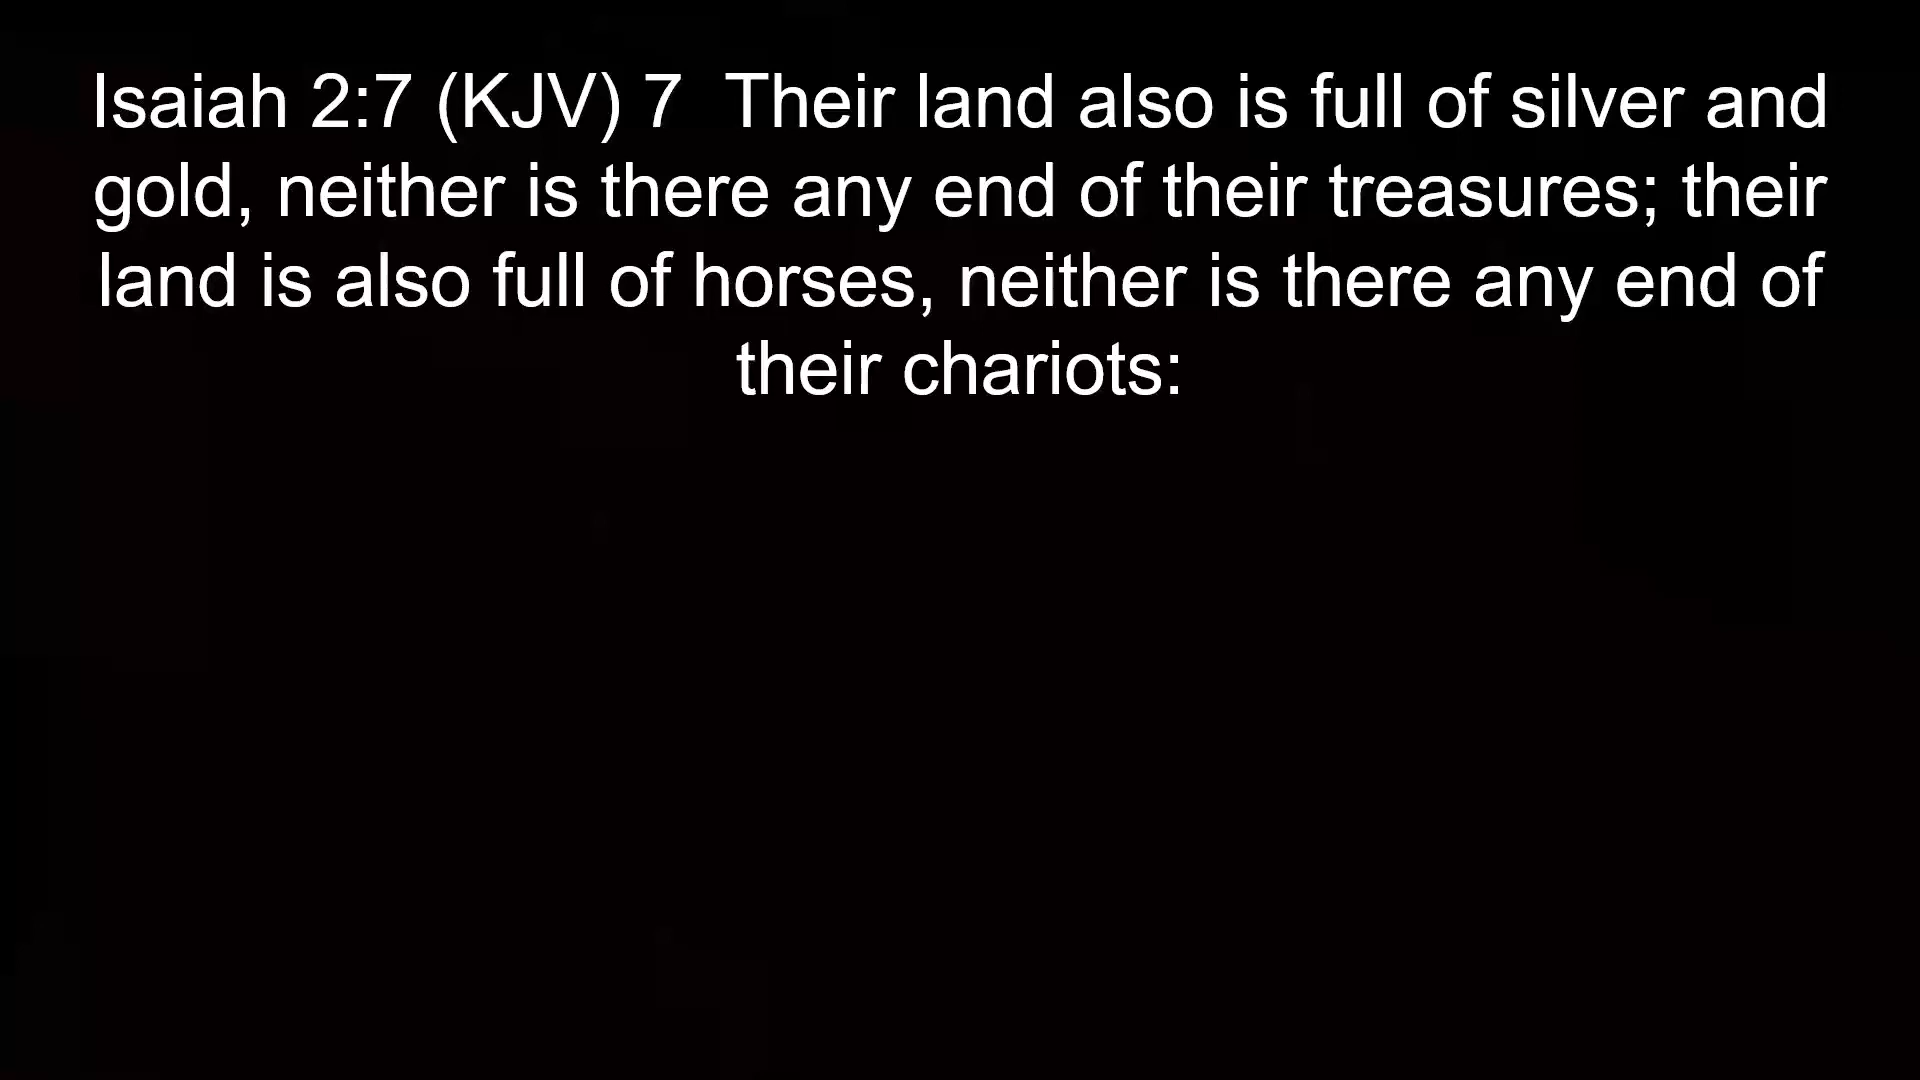 Isaiah 2:7 (KJV) 7  Their land also is full of silver and
gold, neither is there any end of their treasures; their
land is also full of horses, neither is there any end of
their chariots: